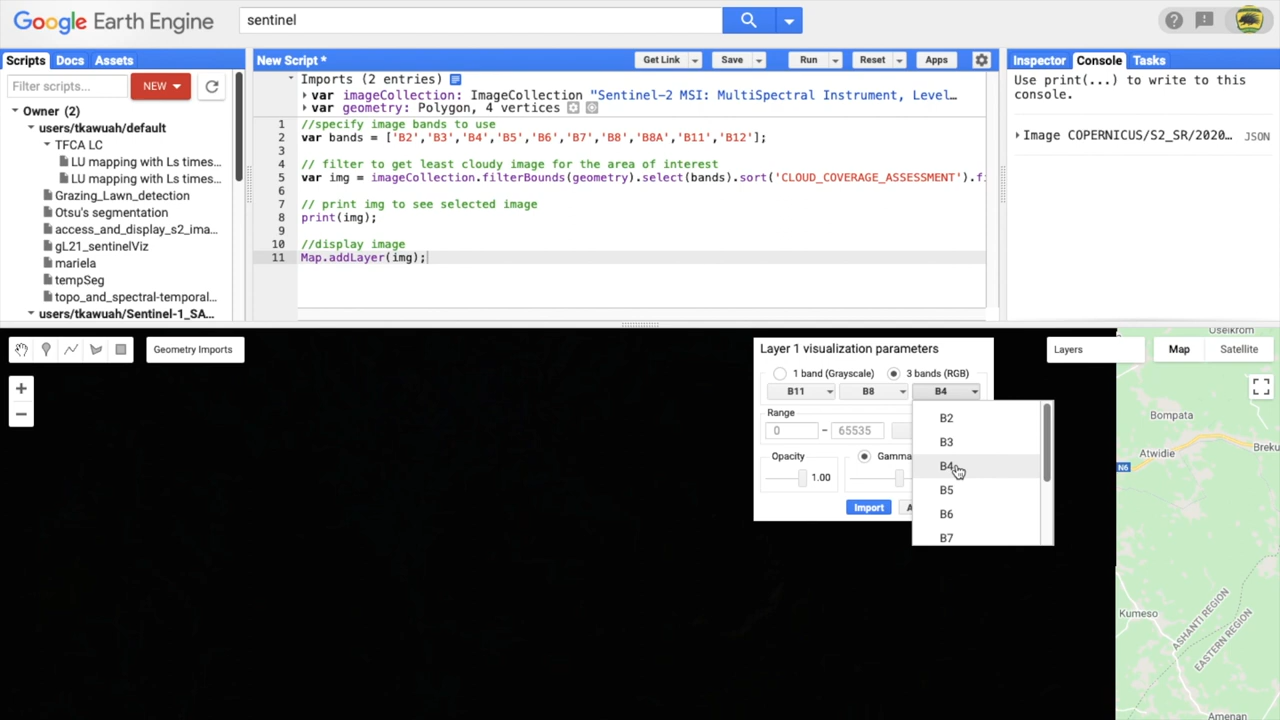 Google Earth Engine
sentinel
Scripts Docs Assets
Filter scripts... NEW
Owner (2)
users/tkawuah/default
TFCA LC
LU mapping with Ls times...
LU mapping with Ls times...
Grazing_Lawn_detection
Otsu's segmentation
access_and_display_s2_ima...
gL21_sentinelViz
mariela
tempSeg
topo_and_spectral-temporal...
users/tkawuah/Sentinel-1_SA...
New Script * Get Link Save Run Reset Apps
Imports (2 entries)
var imageCollection: ImageCollection "Sentinel-2 MSI: MultiSpectral Instrument, Level…
var geometry: Polygon, 4 vertices
1 //specify image bands to use
2 var bands = ['B2','B3','B4','B5','B6','B7','B8','B8A','B11','B12'];
3
4 // filter to get least cloudy image for the area of interest
5 var img = imageCollection.filterBounds(geometry).select(bands).sort('CLOUD_COVERAGE_ASSESSMENT').fi
6
7 // print img to see selected image
8 print(img);
9
10 //display image
11 Map.addLayer(img);
Inspector Console Tasks
Use print(...) to write to this
console.
Image COPERNICUS/S2_SR/2020... JSON
Geometry Imports
+
−
Layer 1 visualization parameters
1 band (Grayscale) 3 bands (RGB)
B11 B8 B4
Range
0 – 65535
Opacity Gamma
1.00
Import A
B2
B3
B4
B5
B6
B7
Layers Map Satellite
Oseikrom
Bompata
Atwidie Breku
N6
Kumeso
ASHANTI REGION
EASTERN REGION
Amenan